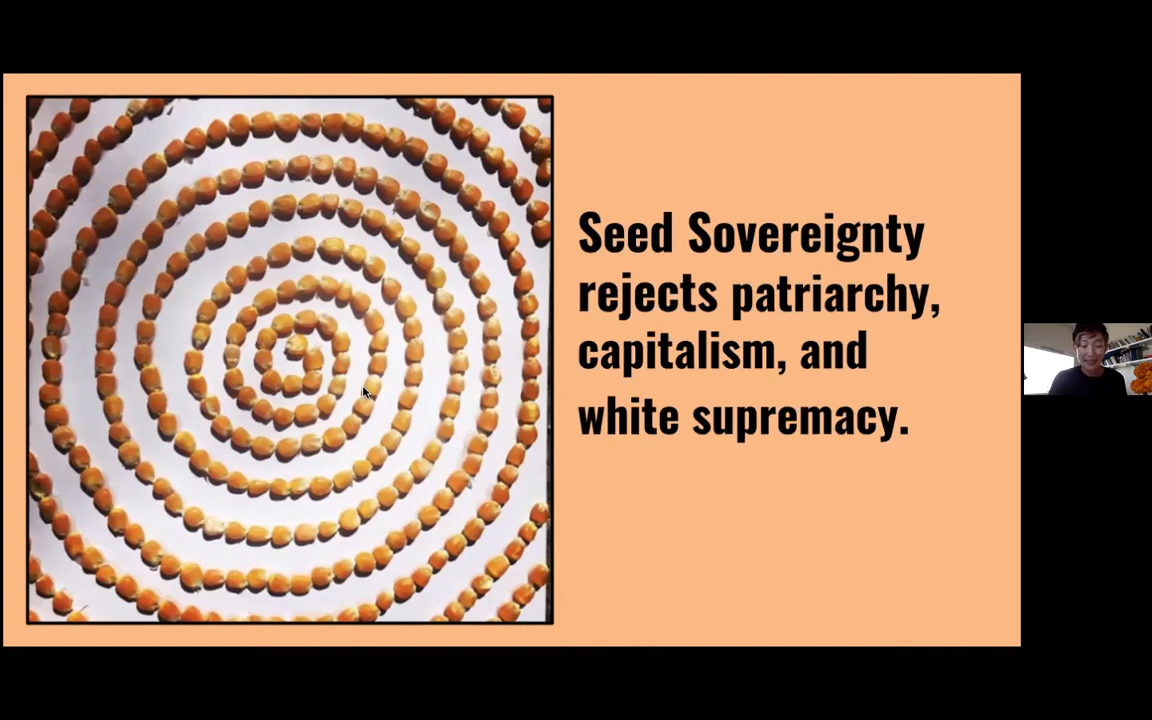 Seed Sovereignty
rejects patriarchy,
capitalism, and
white supremacy.